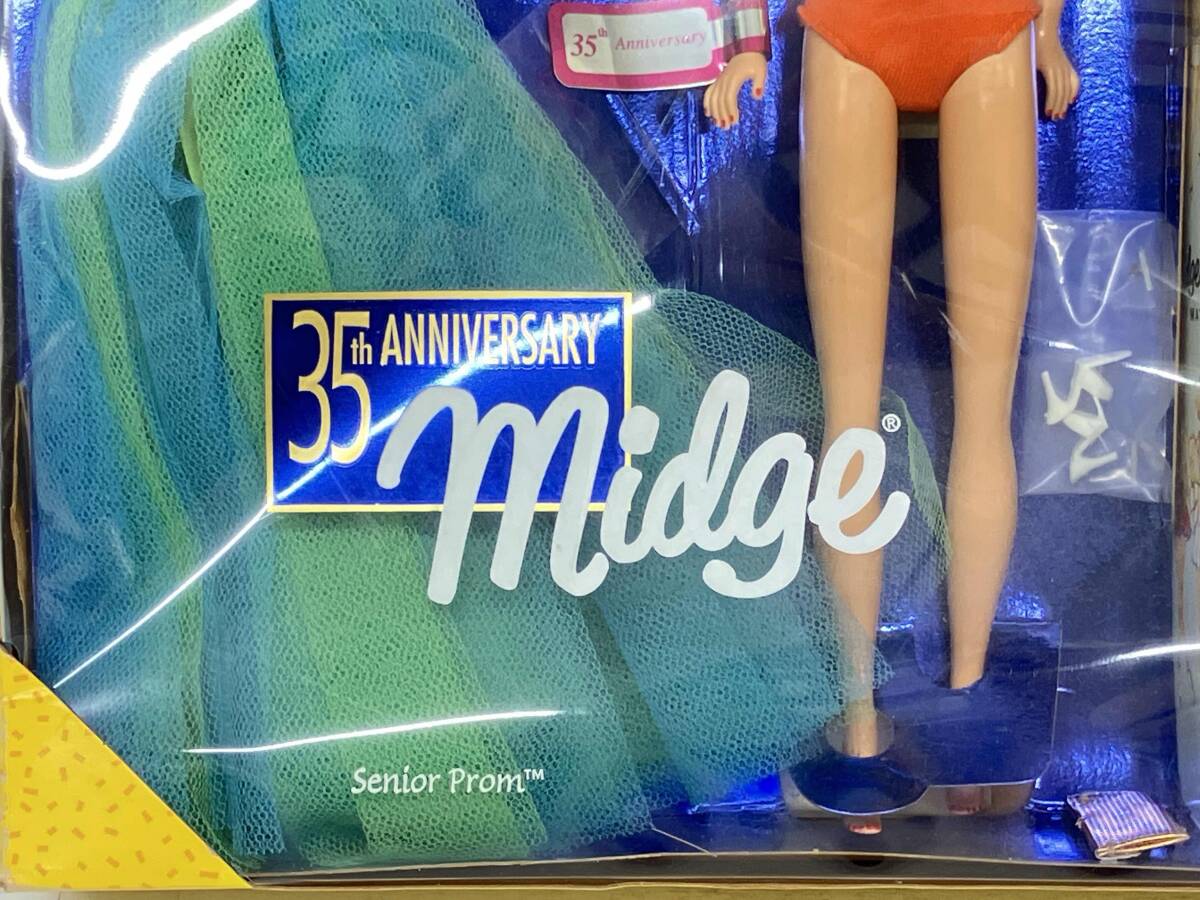 35th Anniversary
35th ANNIVERSARY
Midge®
Senior Prom™